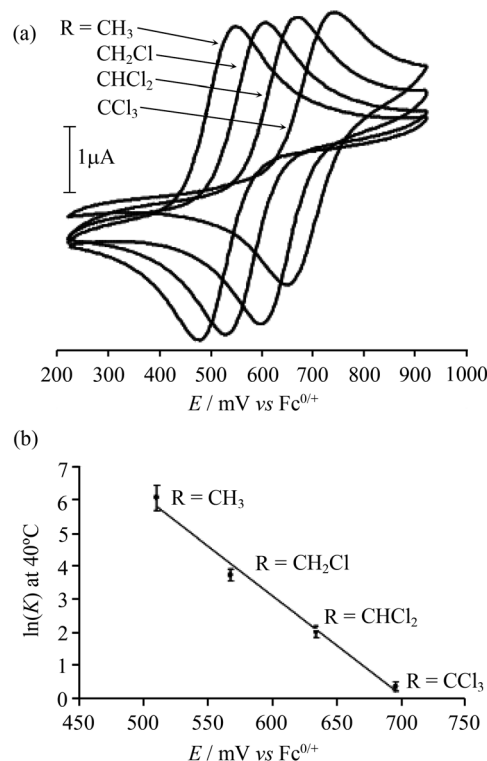 (a)
R = CH₃
CH₂Cl
CHCl₂
CCl₃
1μA
200 300 400 500 600 700 800 900 1000
E / mV vs Fc⁰/⁺
(b)
7
6
5
4
3
2
1
0
ln(K) at 40ºC
R = CH₃
R = CH₂Cl
R = CHCl₂
R = CCl₃
450 500 550 600 650 700 750
E / mV vs Fc⁰/⁺